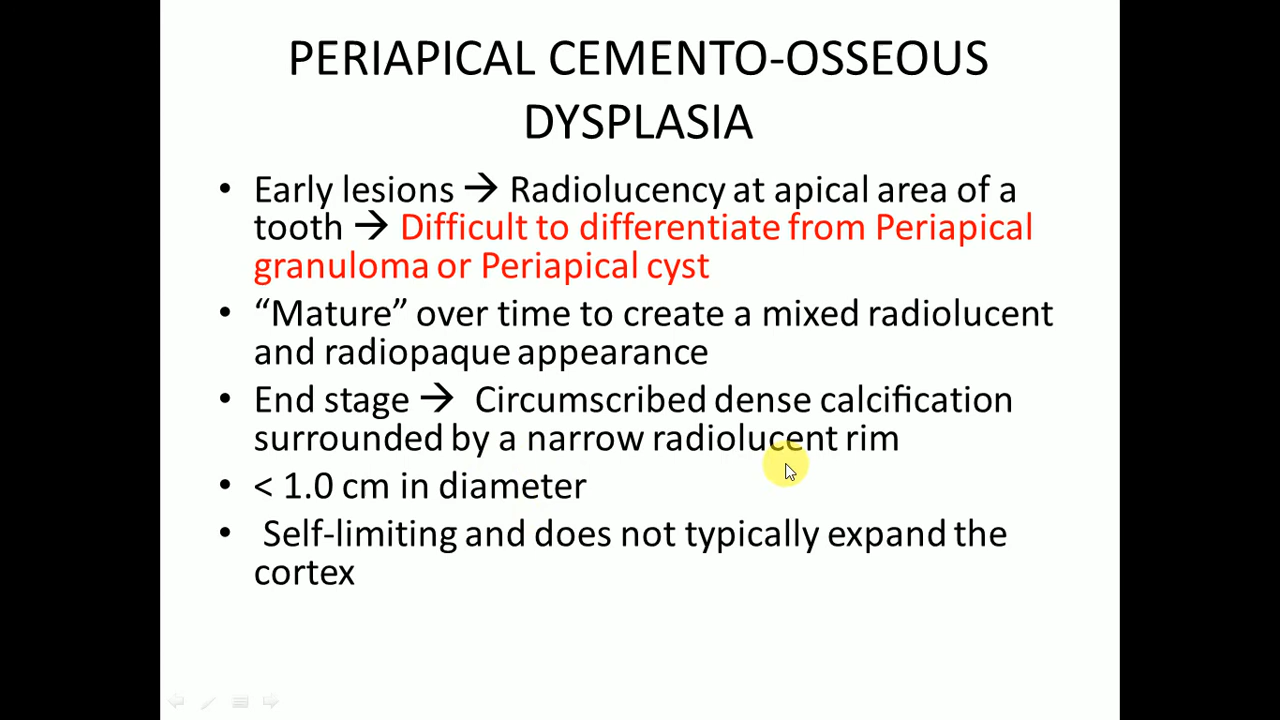 PERIAPICAL CEMENTO-OSSEOUS
DYSPLASIA
• Early lesions → Radiolucency at apical area of a
tooth → Difficult to differentiate from Periapical
granuloma or Periapical cyst
• “Mature” over time to create a mixed radiolucent
and radiopaque appearance
• End stage → Circumscribed dense calcification
surrounded by a narrow radiolucent rim
• < 1.0 cm in diameter
• Self-limiting and does not typically expand the
cortex